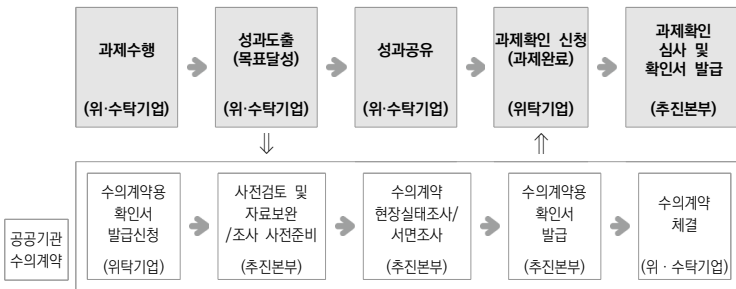 과제수행
(위·수탁기업)
성과도출
(목표달성)
(위·수탁기업)
성과공유
(위·수탁기업)
과제확인 신청
(과제완료)
(위탁기업)
과제확인
심사 및
확인서 발급
(추진본부)
공공기관
수의계약
수의계약용
확인서
발급신청
(위탁기업)
사전검토 및
자료보완
/조사 사전준비
(추진본부)
수의계약
현장실태조사/
서면조사
(추진본부)
수의계약용
확인서
발급
(추진본부)
수의계약
체결
(위 · 수탁기업)